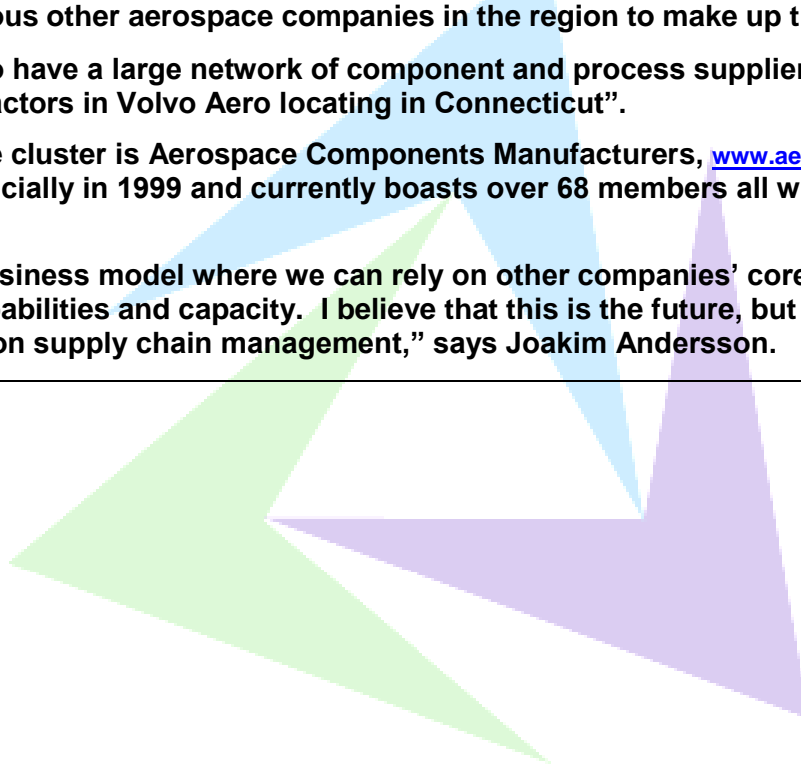 ous other aerospace companies in the region to make up t
o have a large network of component and process supplier
actors in Volvo Aero locating in Connecticut”.
e cluster is Aerospace Components Manufacturers, www.ae
cially in 1999 and currently boasts over 68 members all w
siness model where we can rely on other companies’ core
abilities and capacity.  I believe that this is the future, but
on supply chain management,” says Joakim Andersson.